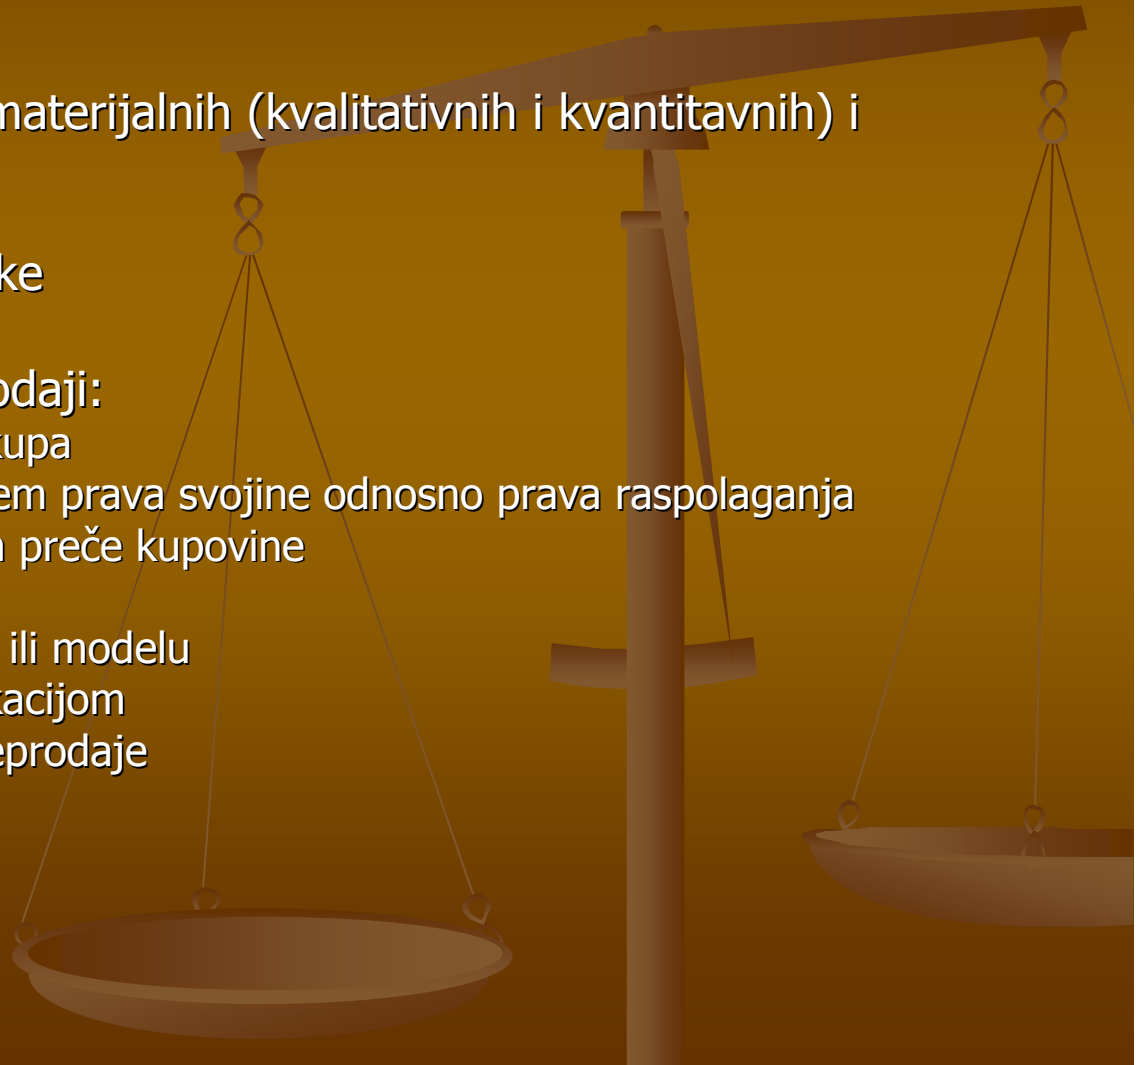 materijalnih (kvalitativnih i kvantitavnih) i
ke
odaji:
kupa
em prava svojine odnosno prava raspolaganja
a preče kupovine
ili modelu
kacijom
eprodaje